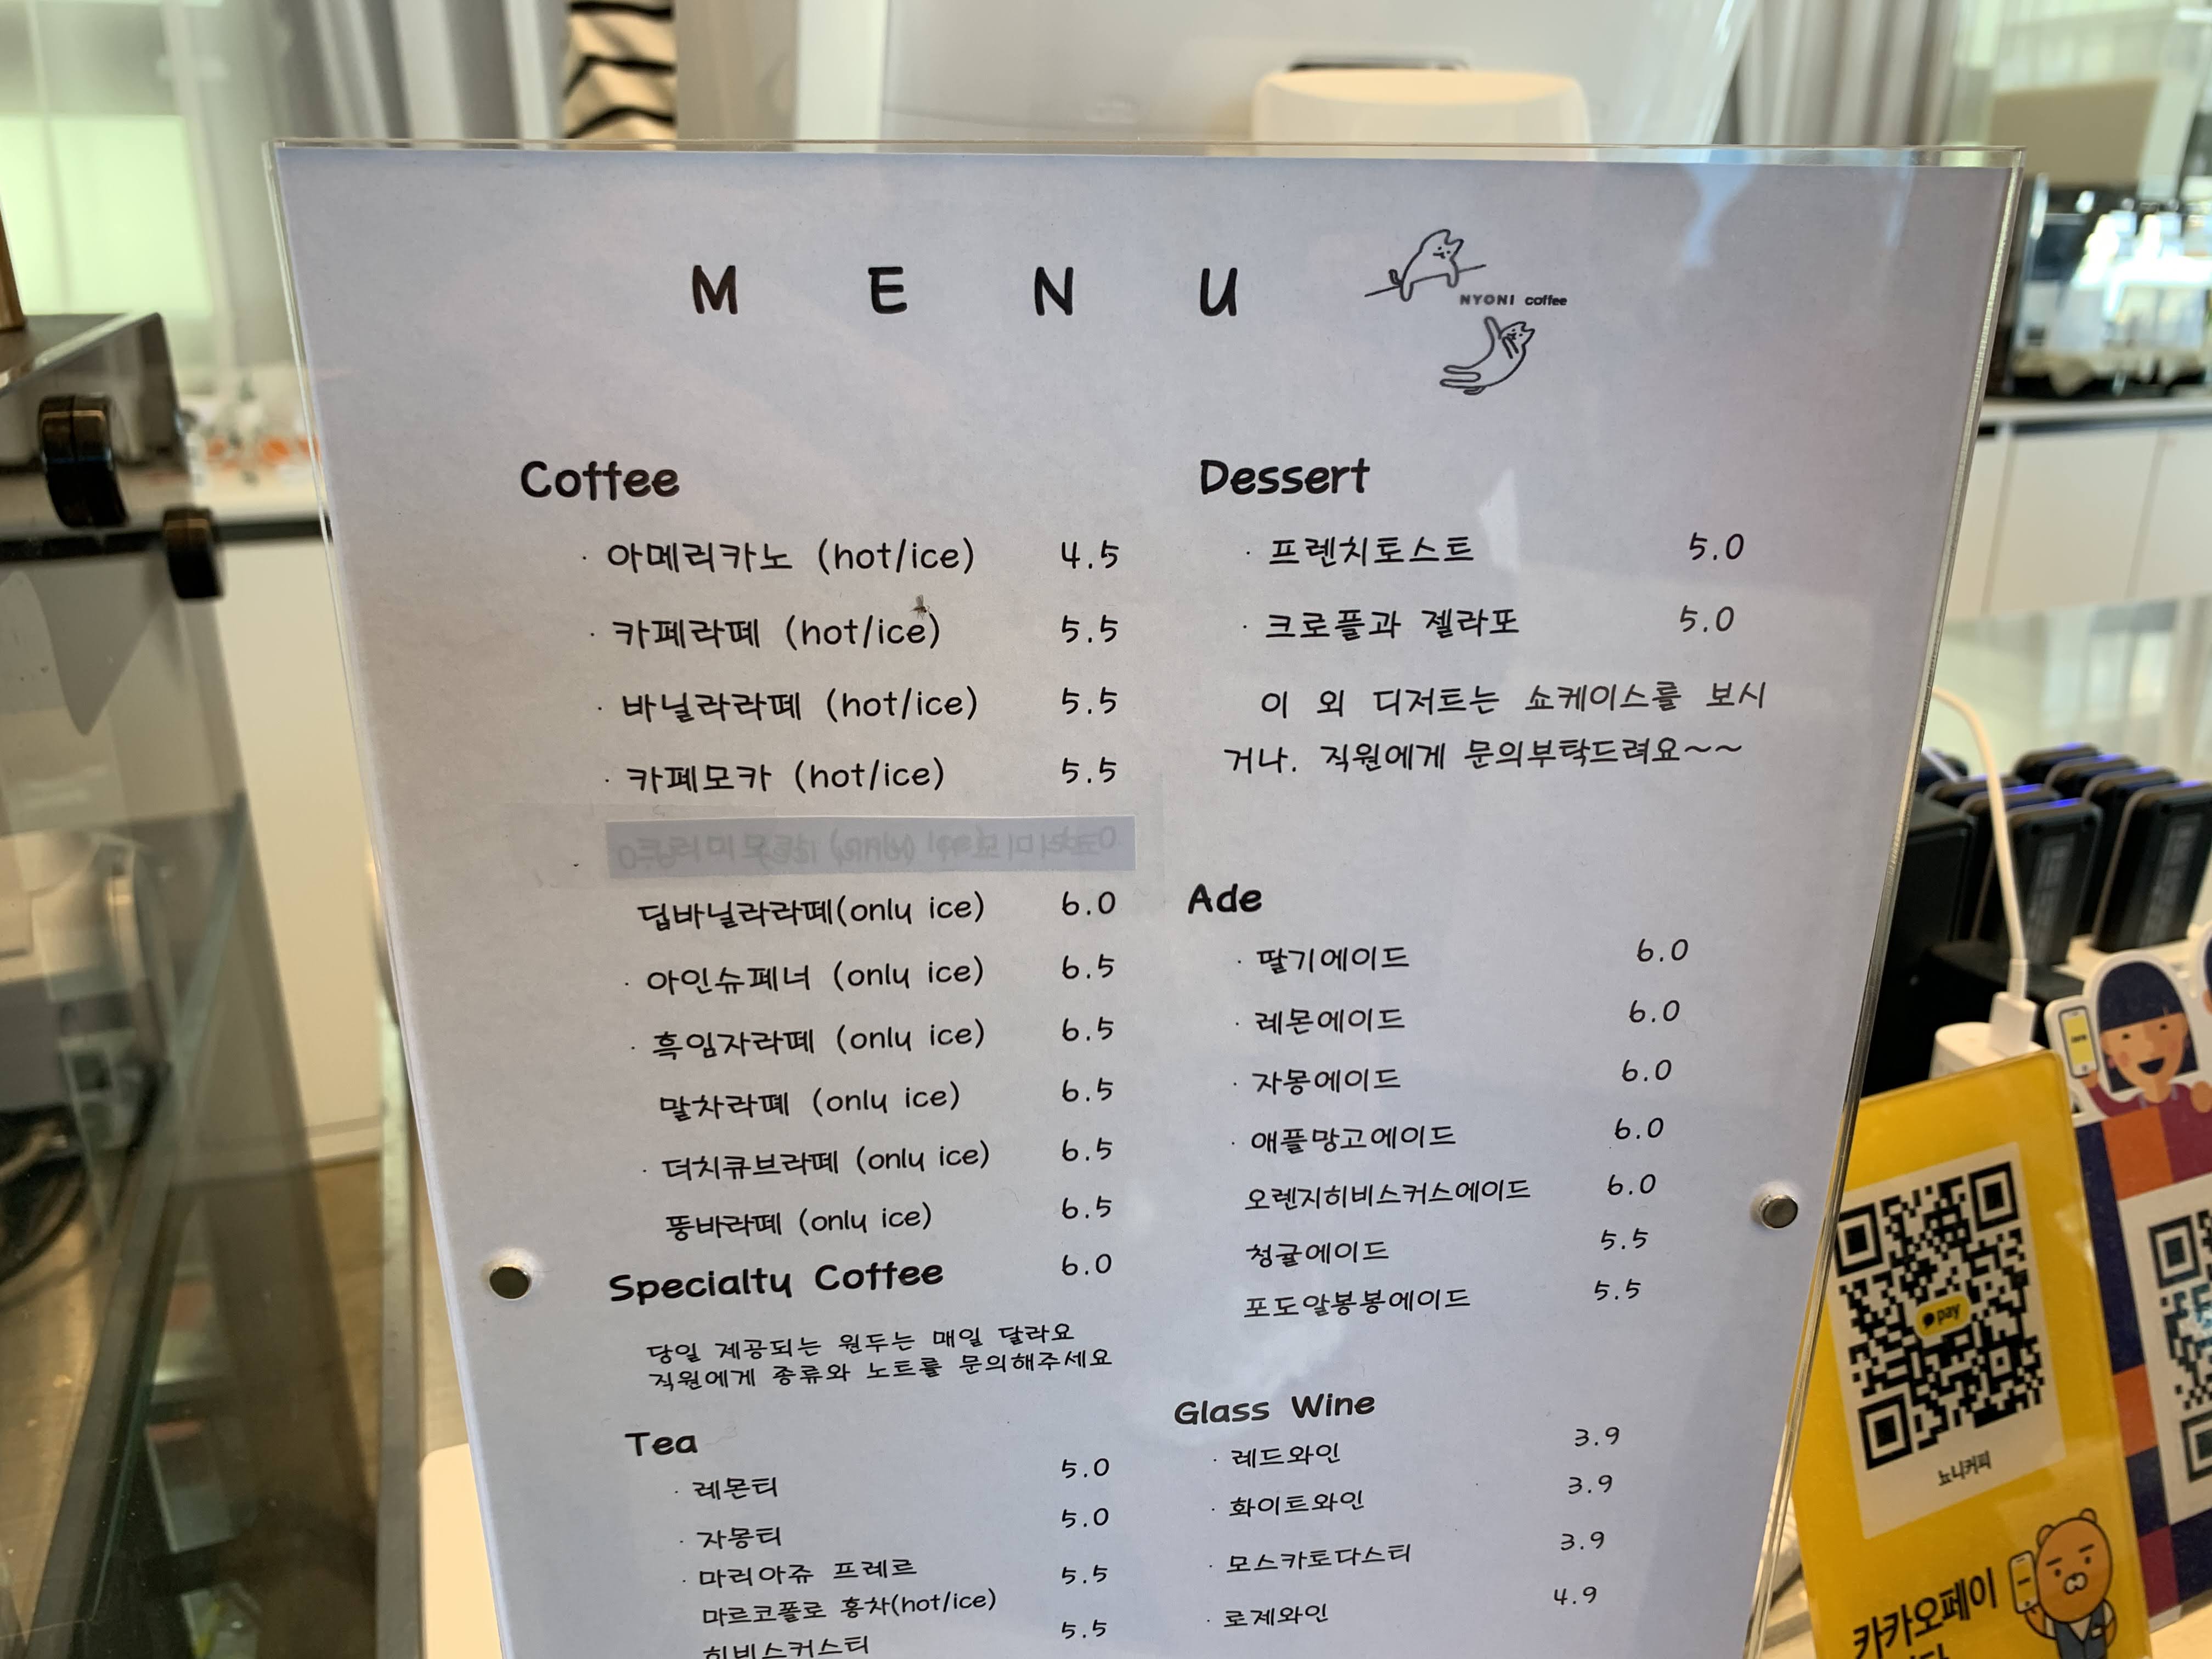 M E N U
NYONI coffee
Coffee
· 아메리카노 (hot/ice) 4.5
· 카페라떼 (hot/ice) 5.5
· 바닐라라떼 (hot/ice) 5.5
· 카페모카 (hot/ice) 5.5
딥바닐라라떼(only ice) 6.0
· 아인슈페너 (only ice) 6.5
· 흑임자라떼 (only ice) 6.5
말차라떼 (only ice) 6.5
· 더치큐브라떼 (only ice) 6.5
뚱바라떼 (only ice) 6.5
Specialty Coffee 6.0
당일 제공되는 원두는 매일 달라요
직원에게 종류와 노트를 문의해주세요
Tea
· 레몬티 5.0
· 자몽티 5.0
· 마리아쥬 프레르
마르코폴로 홍차(hot/ice) 5.5
히비스커스티 5.5
Dessert
· 프렌치토스트 5.0
· 크로플과 젤라또 5.0
이 외 디저트는 쇼케이스를 보시
거나. 직원에게 문의부탁드려요~~
Ade
· 딸기에이드 6.0
· 레몬에이드 6.0
· 자몽에이드 6.0
· 애플망고에이드 6.0
오렌지히비스커스에이드 6.0
청귤에이드 5.5
포도알봉봉에이드 5.5
Glass Wine
· 레드와인 3.9
· 화이트와인 3.9
· 모스카토다스티 3.9
· 로제와인 4.9
pay
뇨니커피
카카오페이